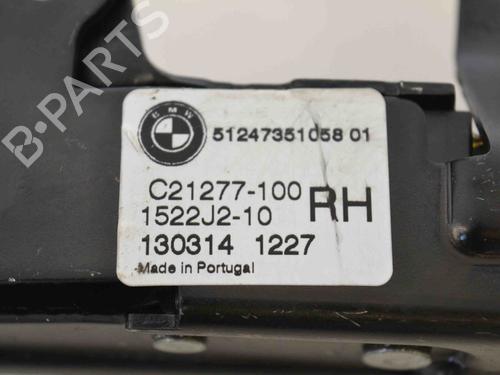 BMW
51247351058 01
C21277-100
1522J2-10
RH
130314 1227
Made in Portugal
B-PARTS